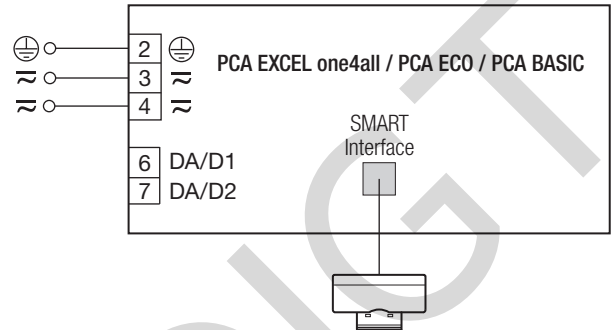 2
3
4
PCA EXCEL one4all / PCA ECO / PCA BASIC
SMART
Interface
6 DA/D1
7 DA/D2